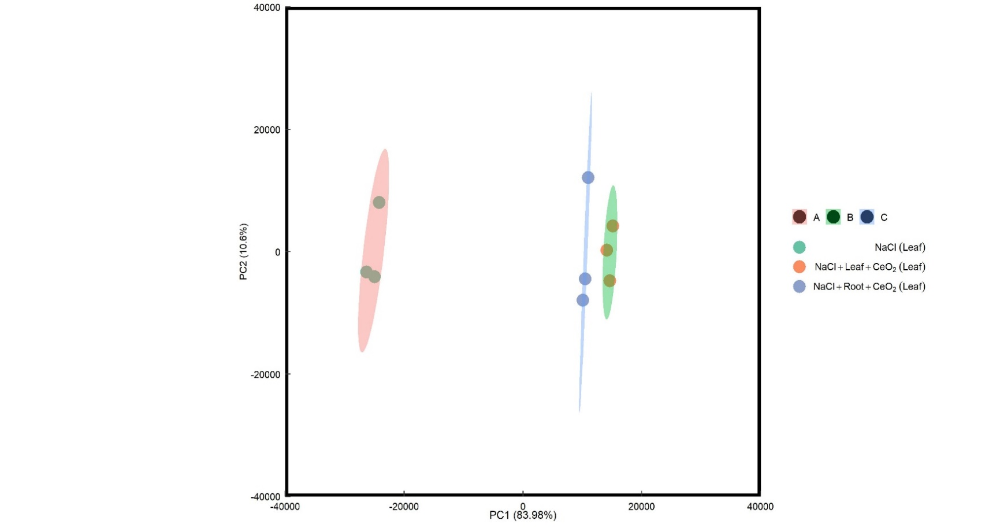 40000
20000
0
-20000
-40000
PC2 (10.6%)
-40000 -20000 0 20000 40000
PC1 (83.98%)
A B C
NaCl (Leaf)
NaCl+Leaf+CeO₂ (Leaf)
NaCl+Root+CeO₂ (Leaf)